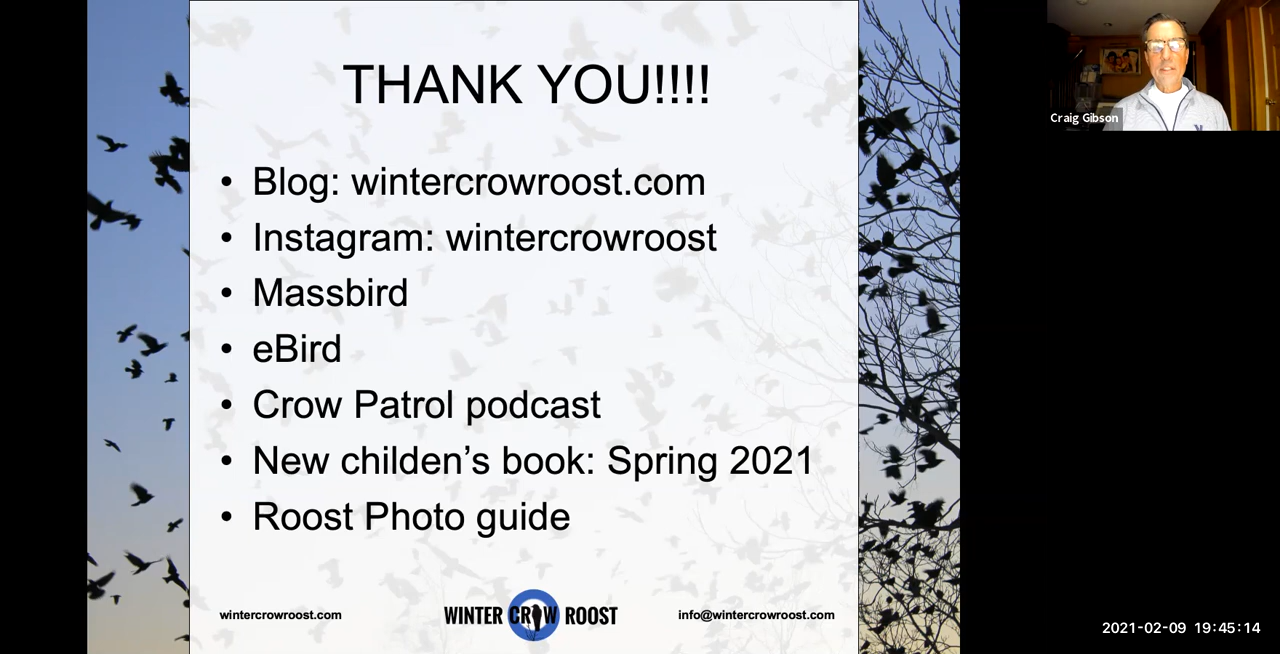 THANK YOU!!!!
• Blog: wintercrowroost.com
• Instagram: wintercrowroost
• Massbird
• eBird
• Crow Patrol podcast
• New childen’s book: Spring 2021
• Roost Photo guide
wintercrowroost.com
WINTER CROW ROOST
info@wintercrowroost.com
Craig Gibson
2021-02-09 19:45:14